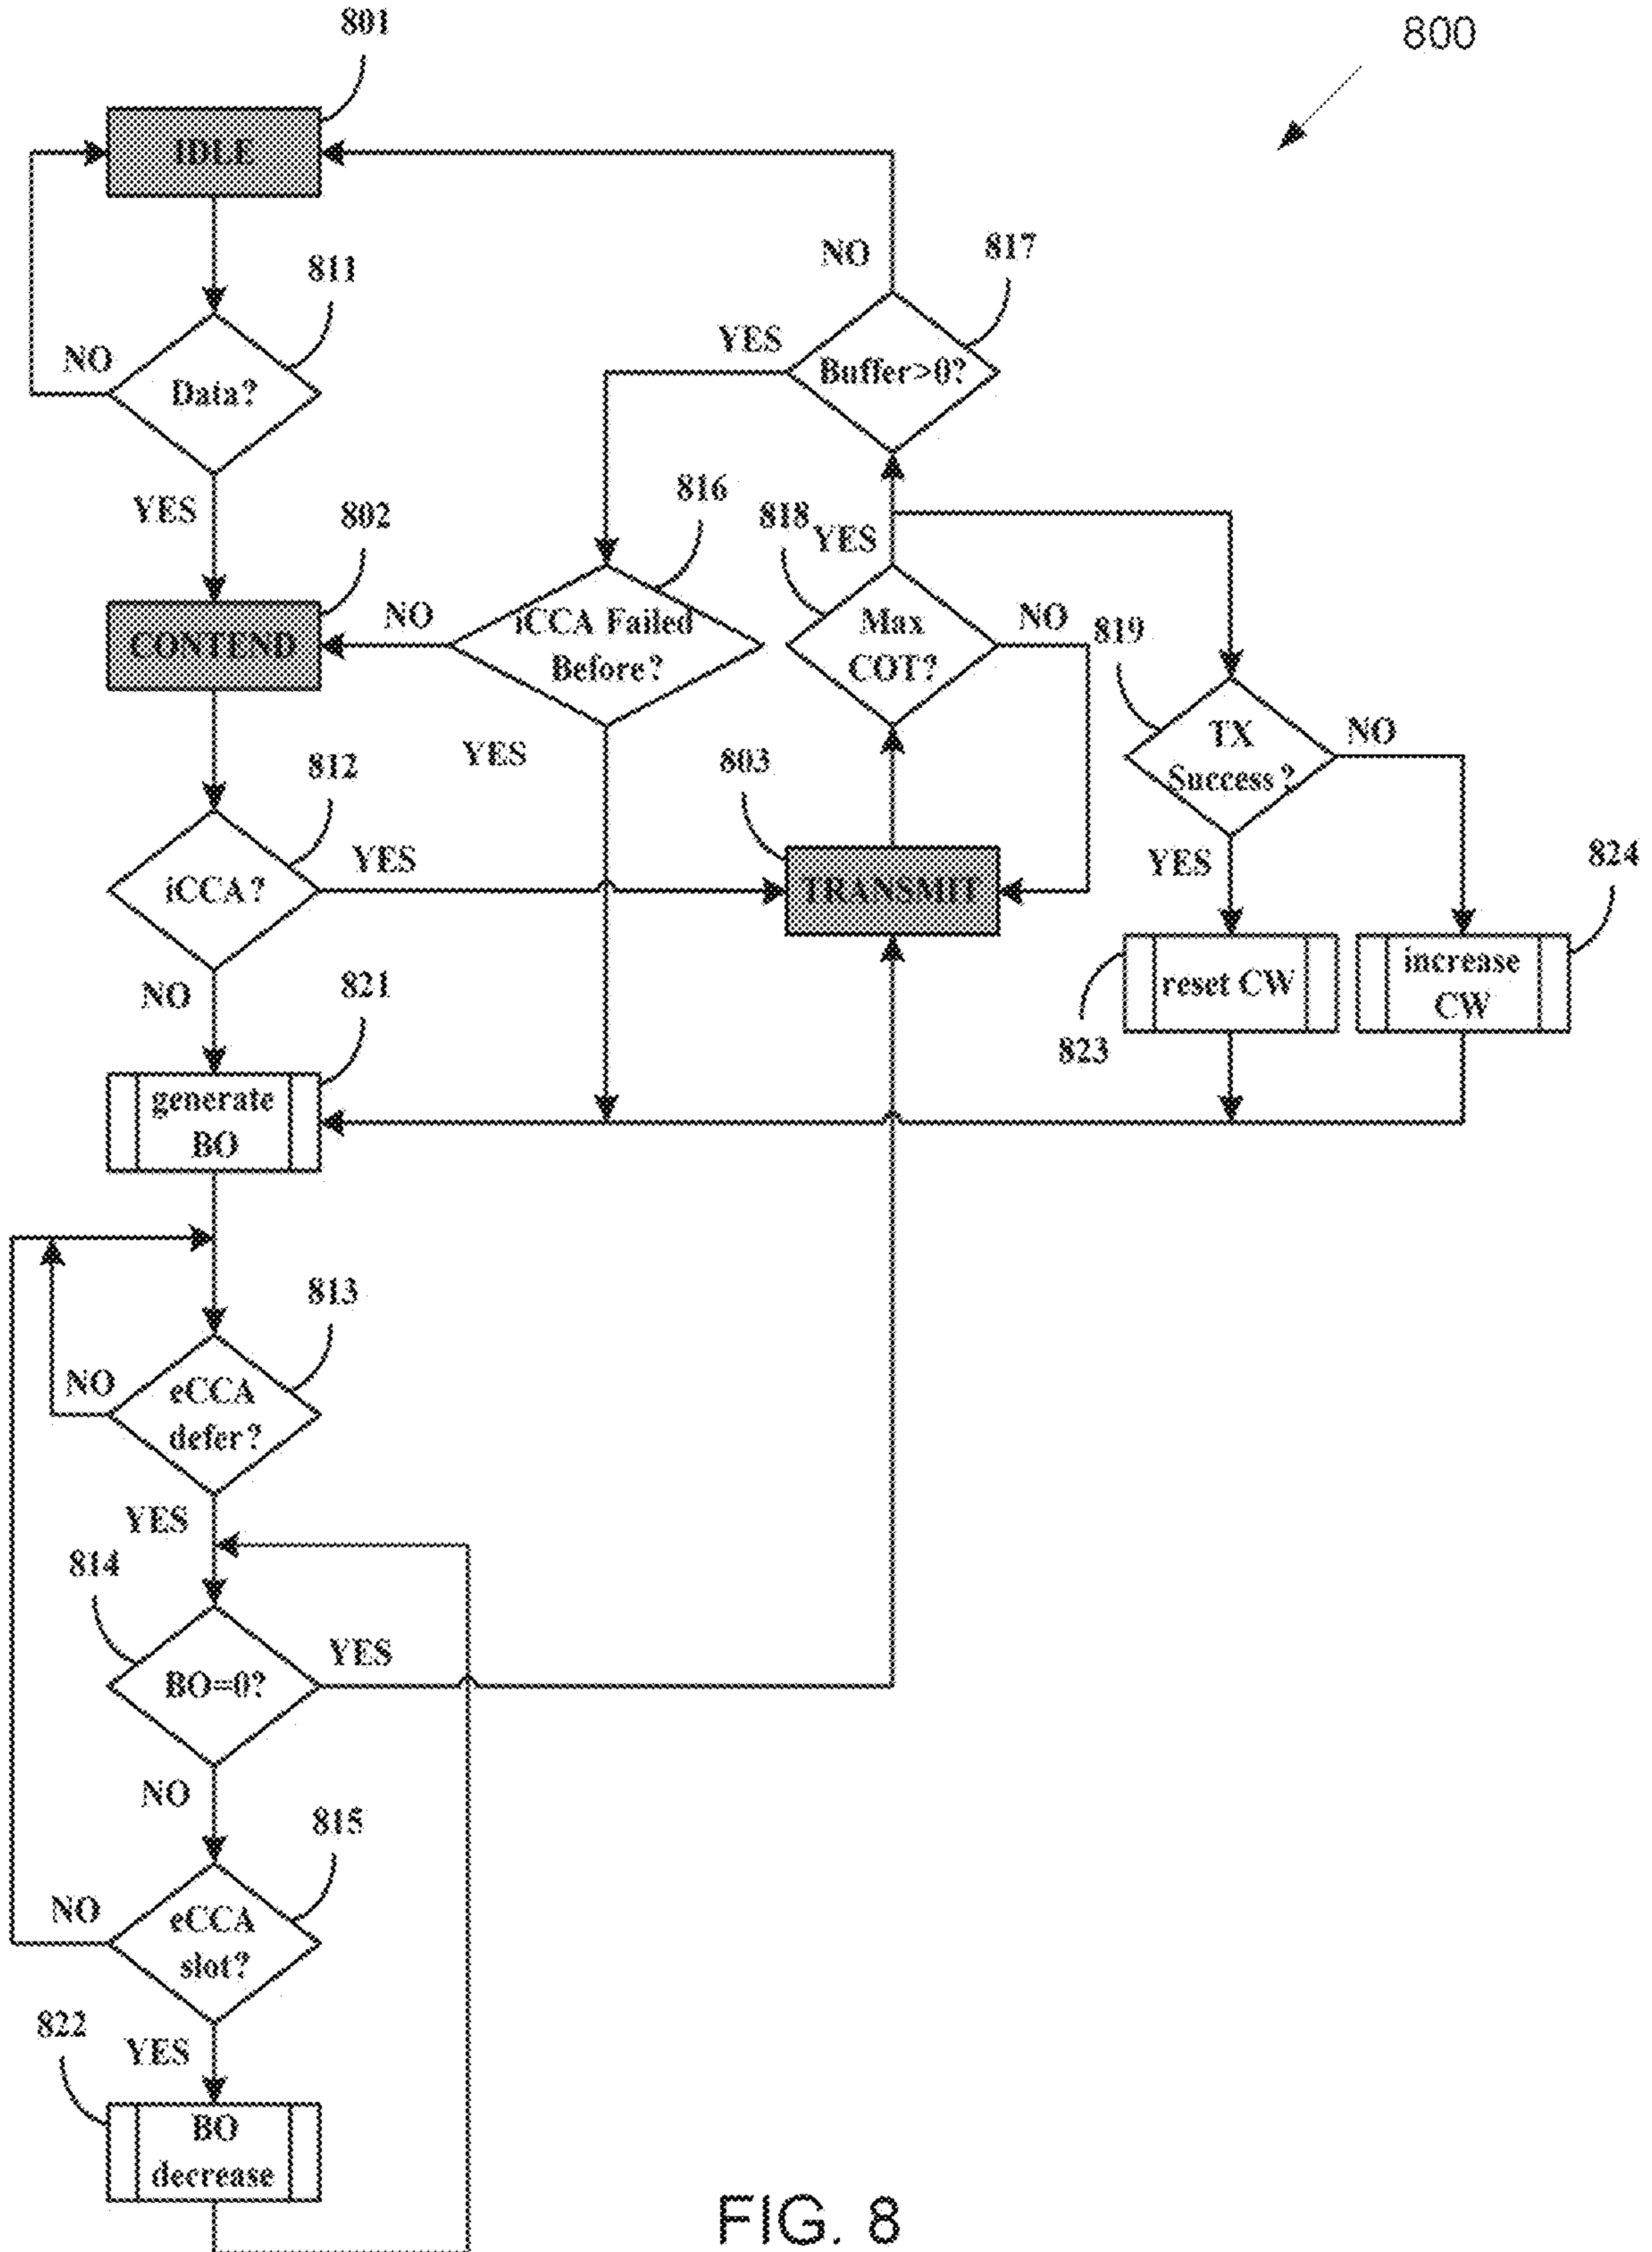 801
800
IDLE
811
NO
817
NO
YES
Data?
Buffer>0?
YES
802
816
818
YES
CONTEND
NO
iCCA Failed
Before?
Max
COT?
NO
819
812
YES
803
TX
Success?
NO
iCCA?
YES
TRANSMIT
YES
824
NO
821
reset CW
increase
CW
823
generate
BO
813
NO
eCCA
defer?
YES
814
BO=0?
YES
NO
815
NO
eCCA
slot?
822
YES
BO
decrease
FIG. 8